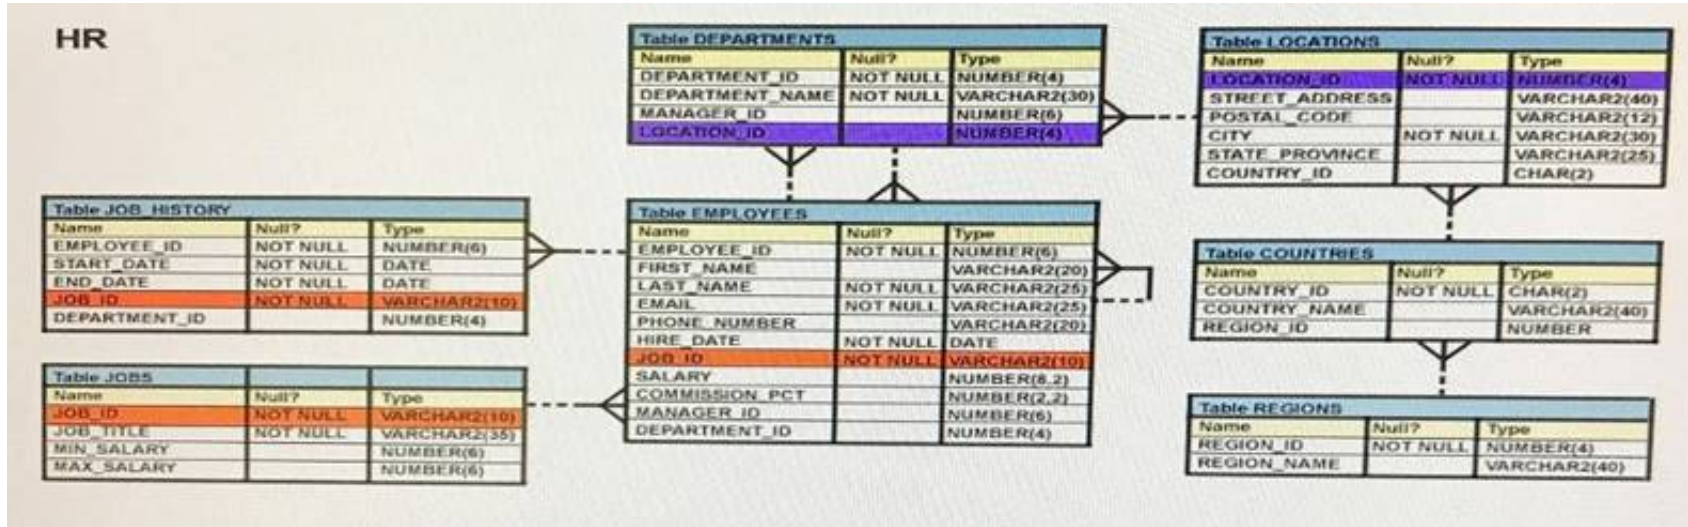 HR
Table DEPARTMENTS
Name Null? Type
DEPARTMENT_ID NOT NULL NUMBER(4)
DEPARTMENT_NAME NOT NULL VARCHAR2(30)
MANAGER_ID NUMBER(6)
LOCATION_ID NUMBER(4)
Table LOCATIONS
Name Null? Type
LOCATION_ID NOT NULL NUMBER(4)
STREET_ADDRESS VARCHAR2(40)
POSTAL_CODE VARCHAR2(12)
CITY NOT NULL VARCHAR2(30)
STATE_PROVINCE VARCHAR2(25)
COUNTRY_ID CHAR(2)
Table JOB_HISTORY
Name Null? Type
EMPLOYEE_ID NOT NULL NUMBER(6)
START_DATE NOT NULL DATE
END_DATE NOT NULL DATE
JOB_ID NOT NULL VARCHAR2(10)
DEPARTMENT_ID NUMBER(4)
Table EMPLOYEES
Name Null? Type
EMPLOYEE_ID NOT NULL NUMBER(6)
FIRST_NAME VARCHAR2(20)
LAST_NAME NOT NULL VARCHAR2(25)
EMAIL NOT NULL VARCHAR2(25)
PHONE_NUMBER VARCHAR2(20)
HIRE_DATE NOT NULL DATE
JOB_ID NOT NULL VARCHAR2(10)
SALARY NUMBER(8,2)
COMMISSION_PCT NUMBER(2,2)
MANAGER_ID NUMBER(6)
DEPARTMENT_ID NUMBER(4)
Table COUNTRIES
Name Null? Type
COUNTRY_ID NOT NULL CHAR(2)
COUNTRY_NAME VARCHAR2(40)
REGION_ID NUMBER
Table JOBS
Name Null? Type
JOB_ID NOT NULL VARCHAR2(10)
JOB_TITLE NOT NULL VARCHAR2(35)
MIN_SALARY NUMBER(6)
MAX_SALARY NUMBER(6)
Table REGIONS
Name Null? Type
REGION_ID NOT NULL NUMBER(4)
REGION_NAME VARCHAR2(40)